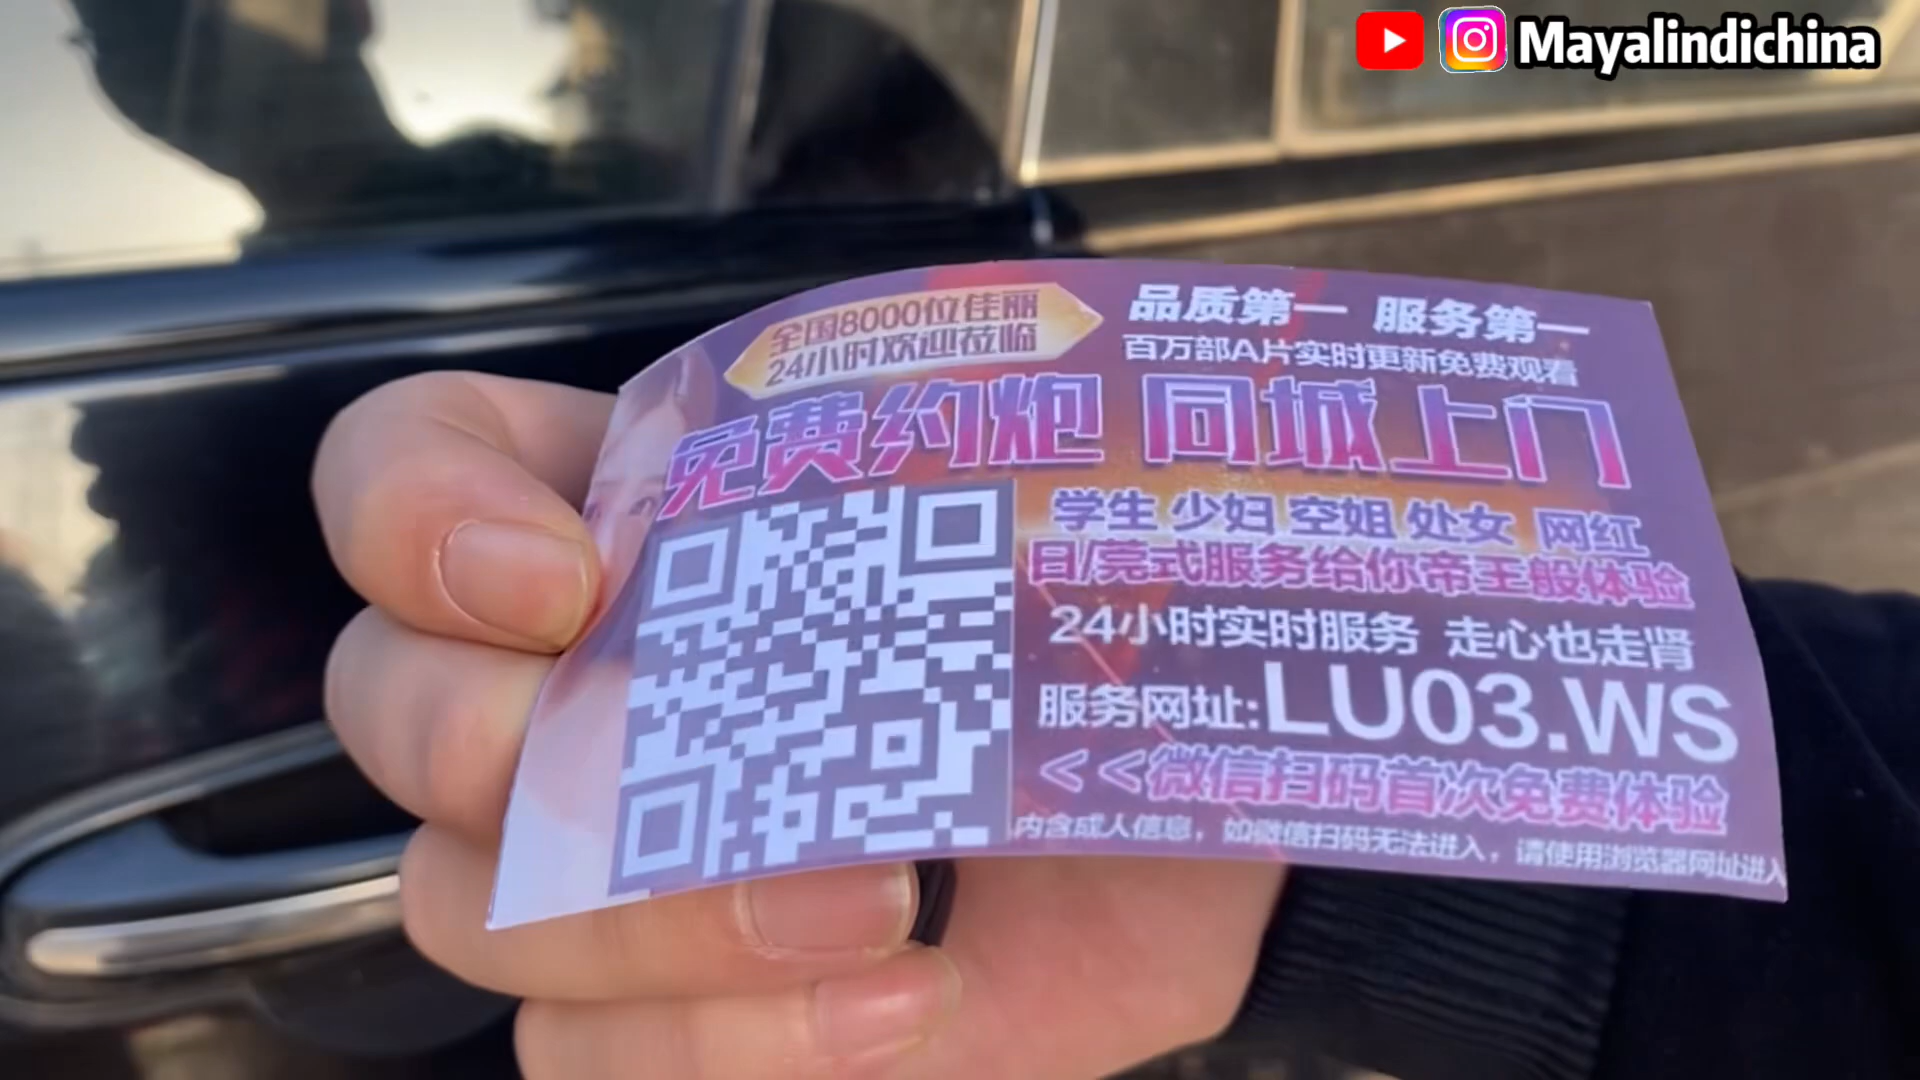 Mayalindichina
全国8000位佳丽
24小时欢迎莅临
品质第一 服务第一
百万部A片实时更新免费观看
免费约炮 同城上门
学生 少妇 空姐 处女 网红
日/莞式服务给你帝王般体验
24小时实时服务 走心也走肾
服务网址:LU03.WS
<<微信扫码首次免费体验
内含成人信息，如微信扫码无法进入，请使用浏览器网址进入